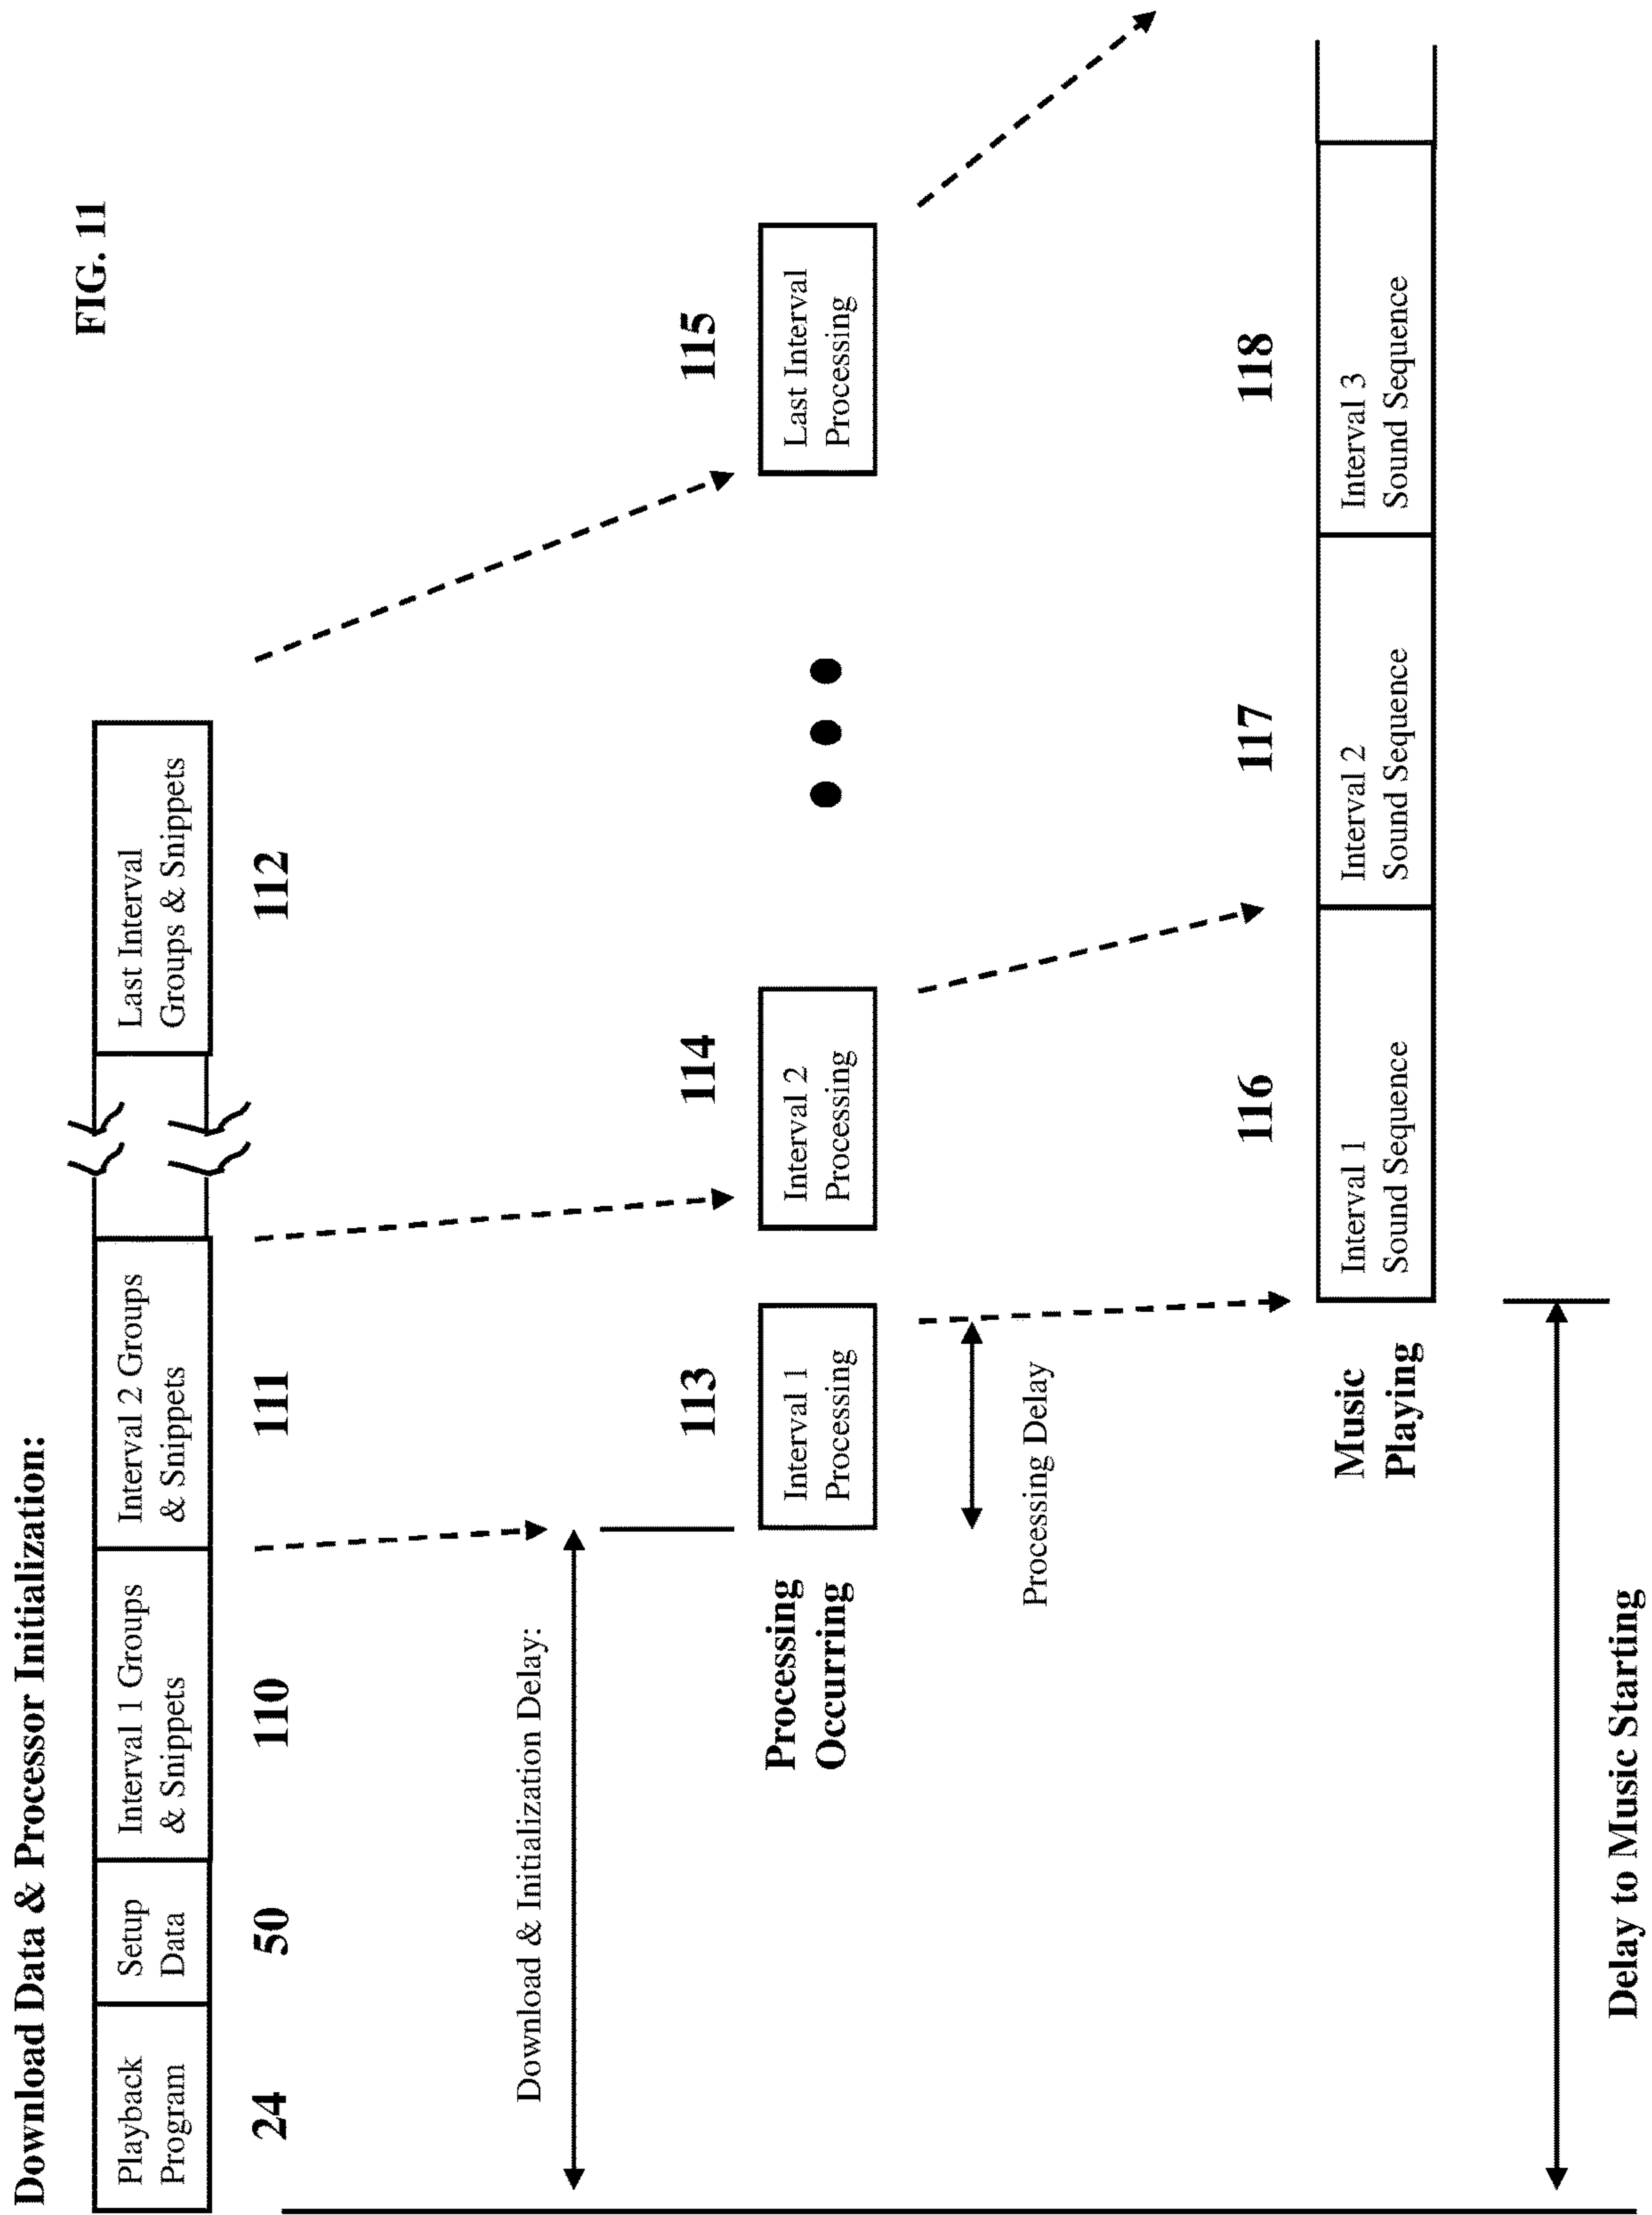 FIG. 11
Download Data & Processor Initialization:
Playback
Program
Setup
Data
Interval 1 Groups
& Snippets
Interval 2 Groups
& Snippets
Last Interval
Groups & Snippets
24
50
110
111
112
Download & Initialization Delay:
113
114
115
Processing
Occurring
Interval 1
Processing
Interval 2
Processing
Last Interval
Processing
Processing Delay
116
117
118
Music
Playing
Interval 1
Sound Sequence
Interval 2
Sound Sequence
Interval 3
Sound Sequence
Delay to Music Starting